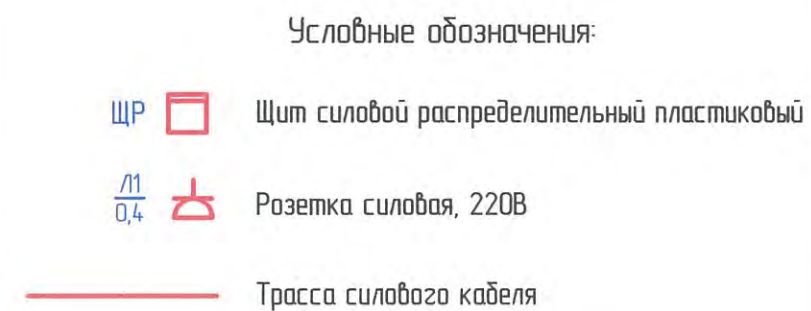 Условные обозначения:
ЩР Щит силовой распределительный пластиковый
Л1
0,4
Розетка силовая, 220В
Трасса силового кабеля